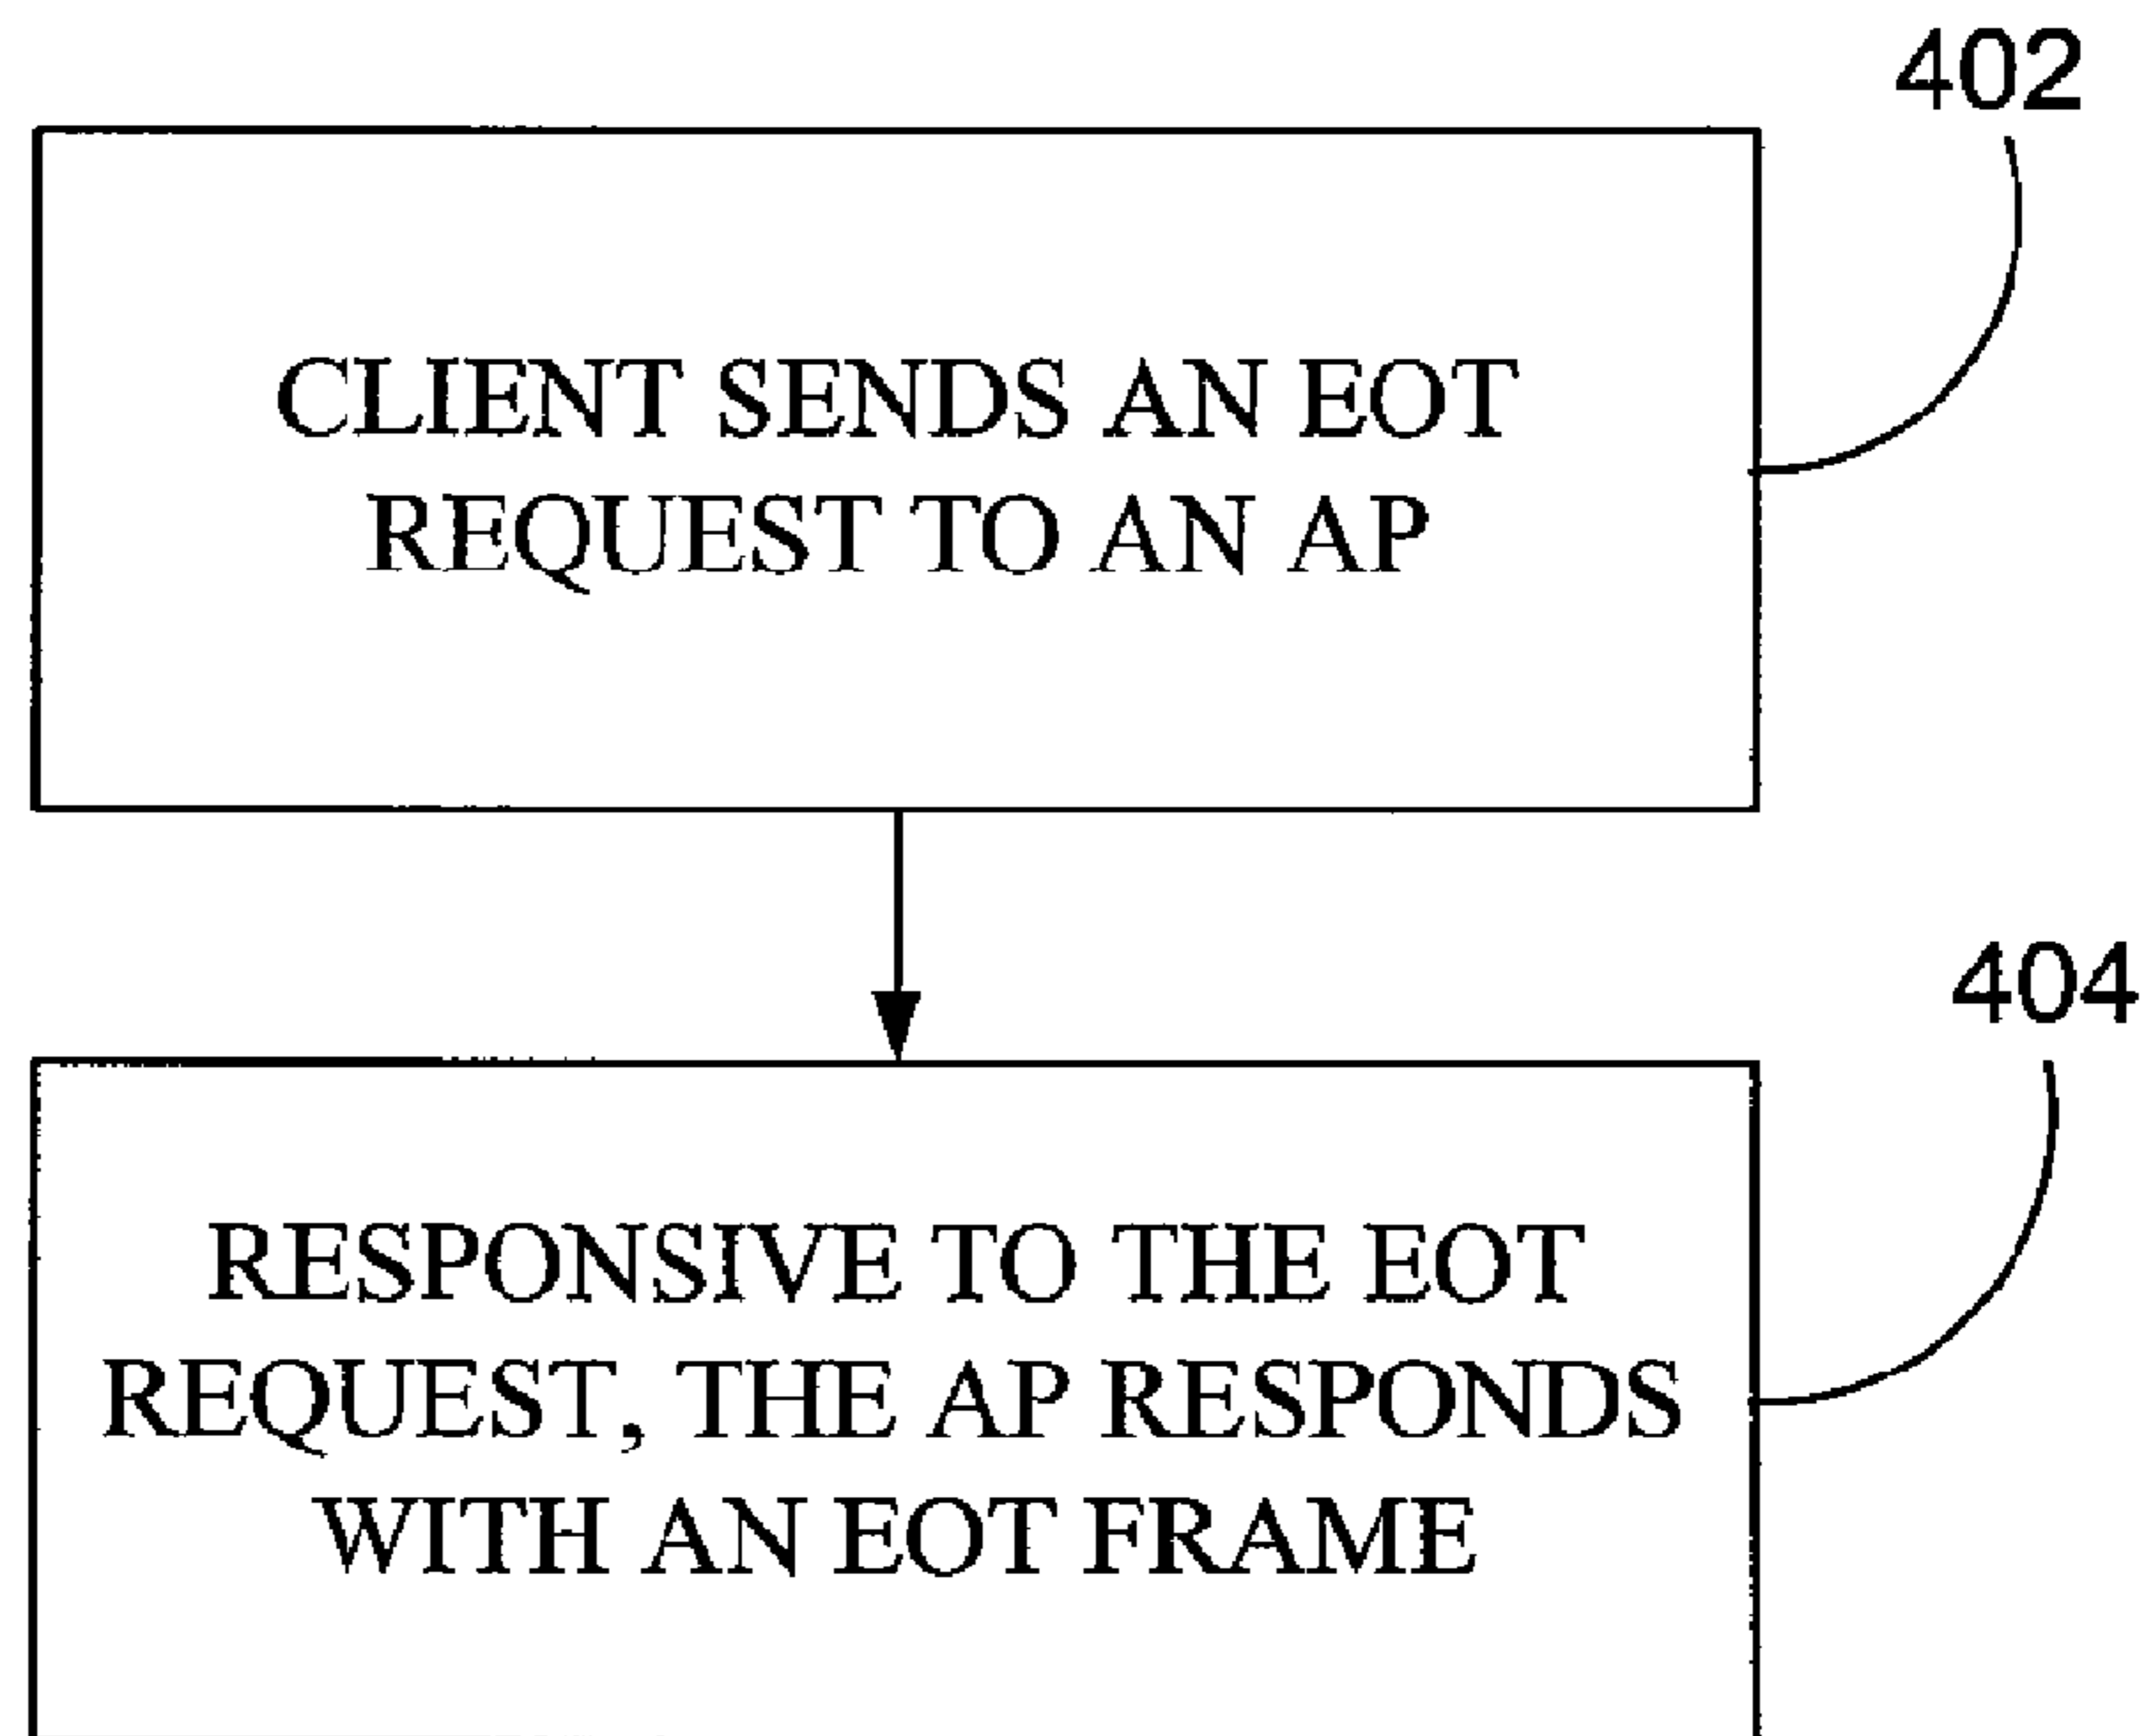 402
CLIENT SENDS AN EOT
REQUEST TO AN AP
404
RESPONSIVE TO THE EOT
REQUEST, THE AP RESPONDS
WITH AN EOT FRAME